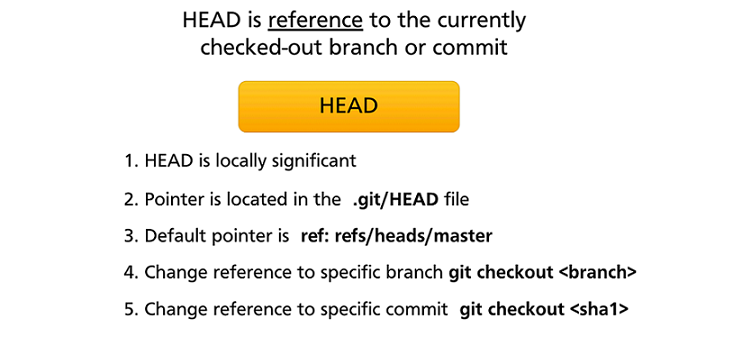 HEAD is reference to the currently
checked-out branch or commit
HEAD
1. HEAD is locally significant
2. Pointer is located in the .git/HEAD file
3. Default pointer is ref: refs/heads/master
4. Change reference to specific branch git checkout <branch>
5. Change reference to specific commit git checkout <sha1>